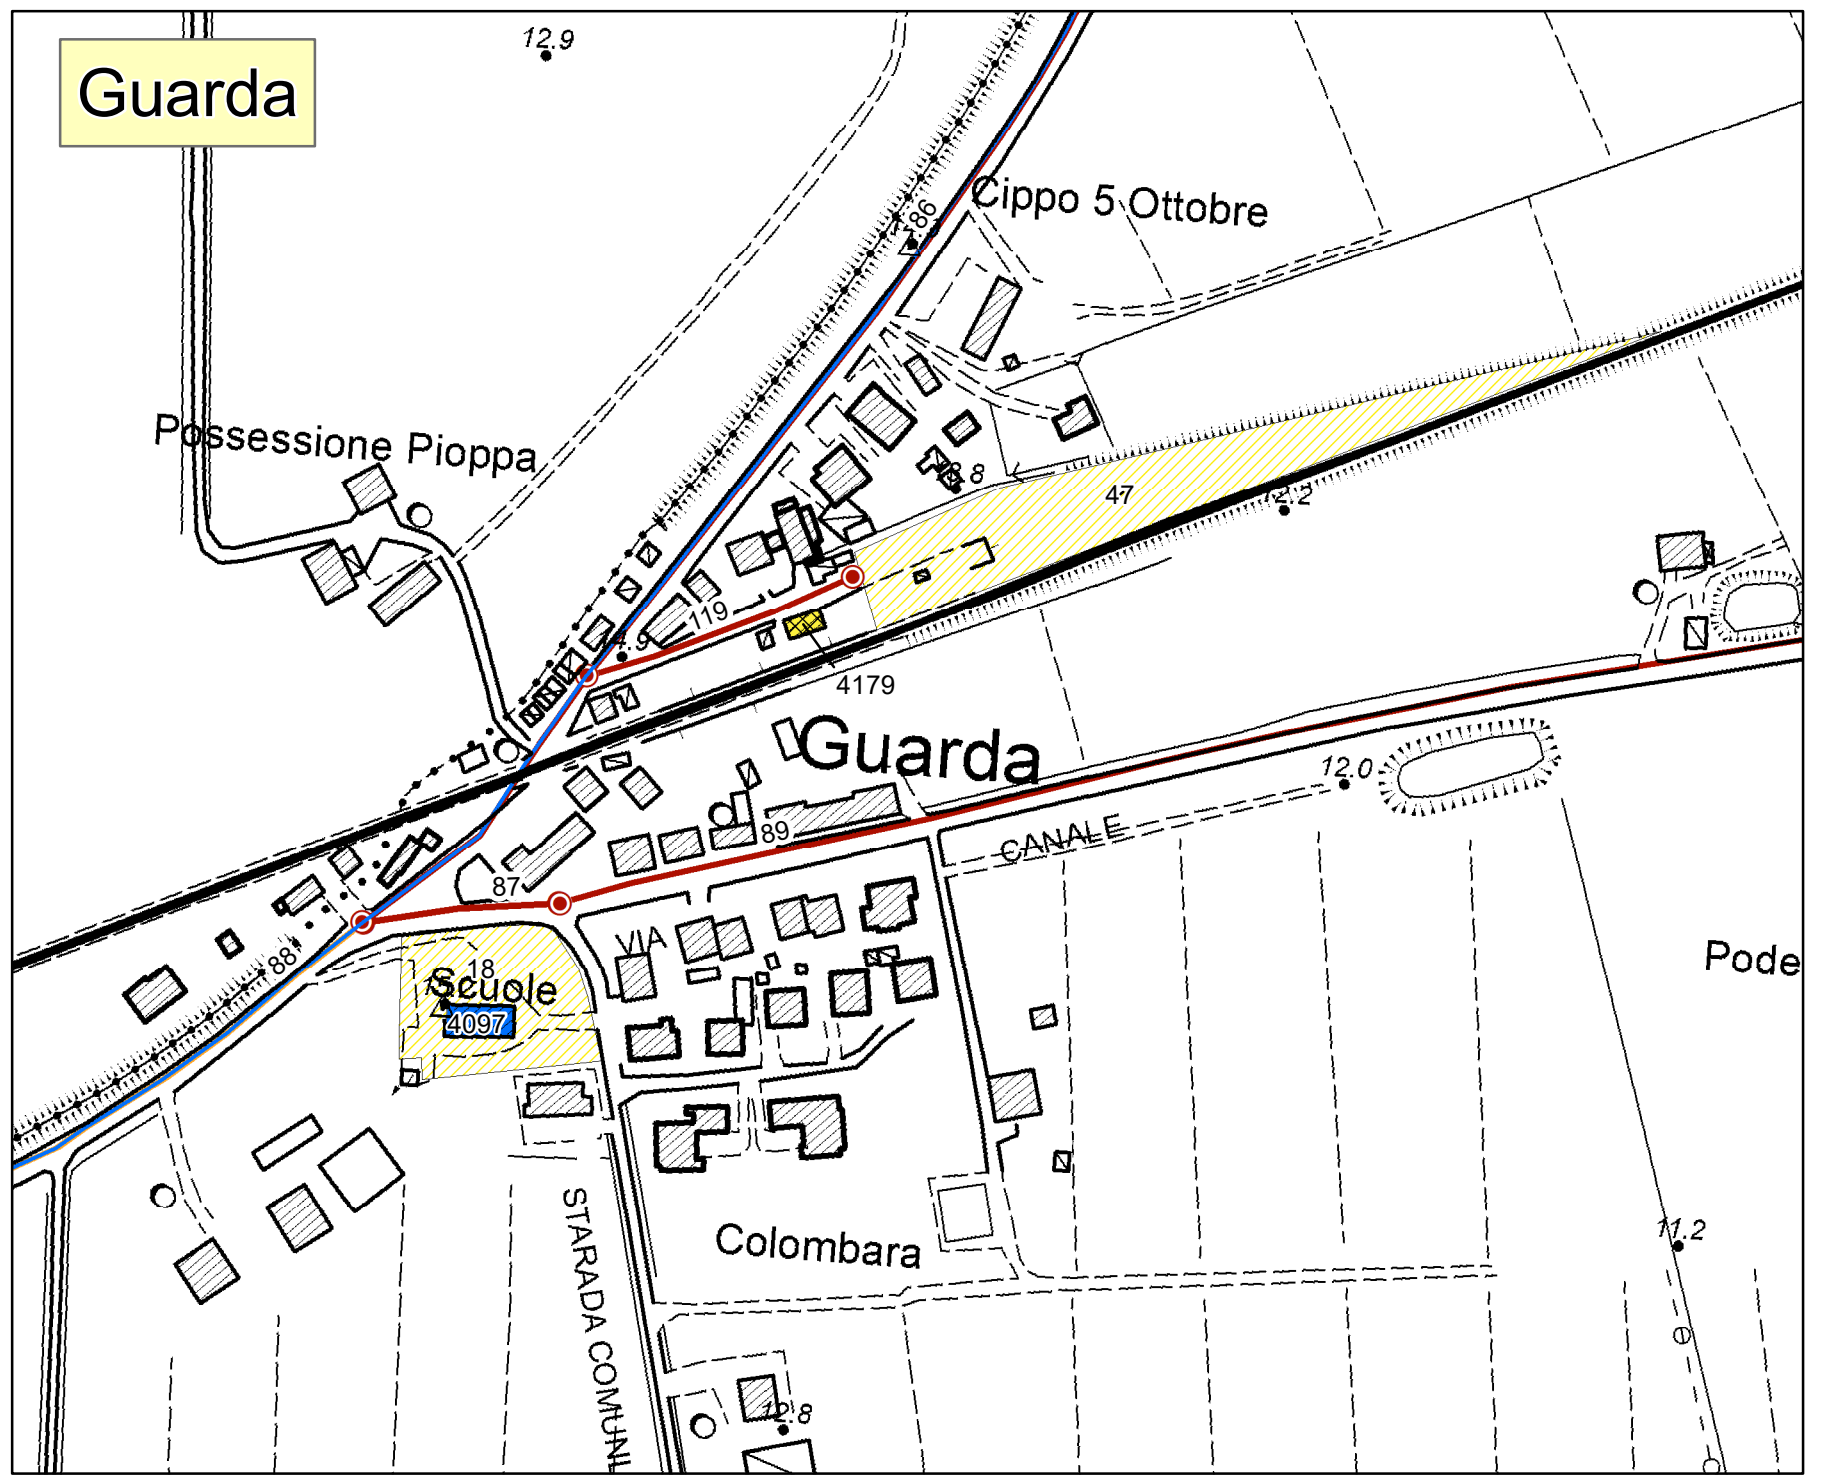 12.9
Guarda
Cippo 5 Ottobre
Possessione Pioppa
47
119
4179
Guarda
12.0
89
CANALE
87
VIA
88
18
Scuole
4097
Pode
Colombara
11.2
STARADA COMUNI
12.8